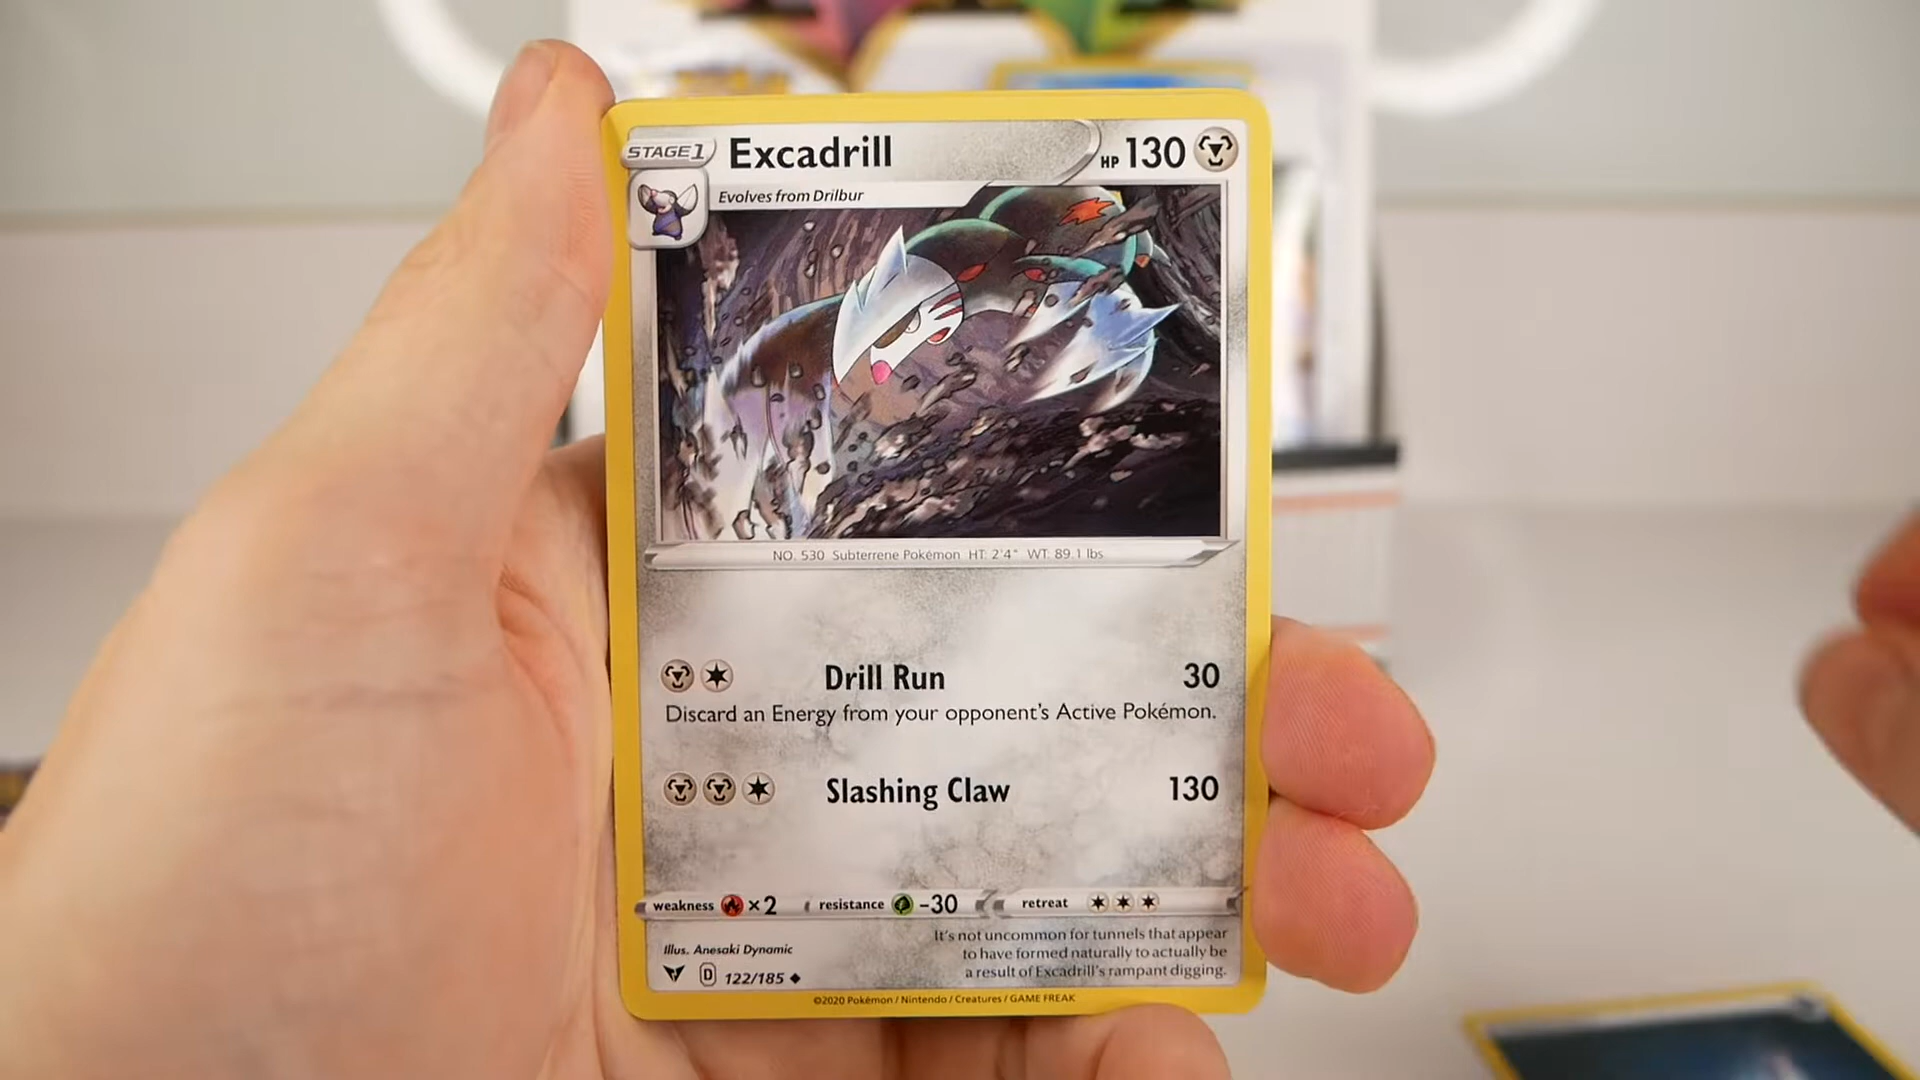 STAGE1 Excadrill HP 130
Evolves from Drilbur
NO. 530 Subterrene Pokémon HT: 2'4" WT: 89.1 lbs
Drill Run 30
Discard an Energy from your opponent's Active Pokémon.
Slashing Claw 130
weakness ×2 resistance -30 retreat
Illus. Anesaki Dynamic
It's not uncommon for tunnels that appear
to have formed naturally to actually be
a result of Excadrill's rampant digging.
D 122/185
©2020 Pokémon / Nintendo / Creatures / GAME FREAK